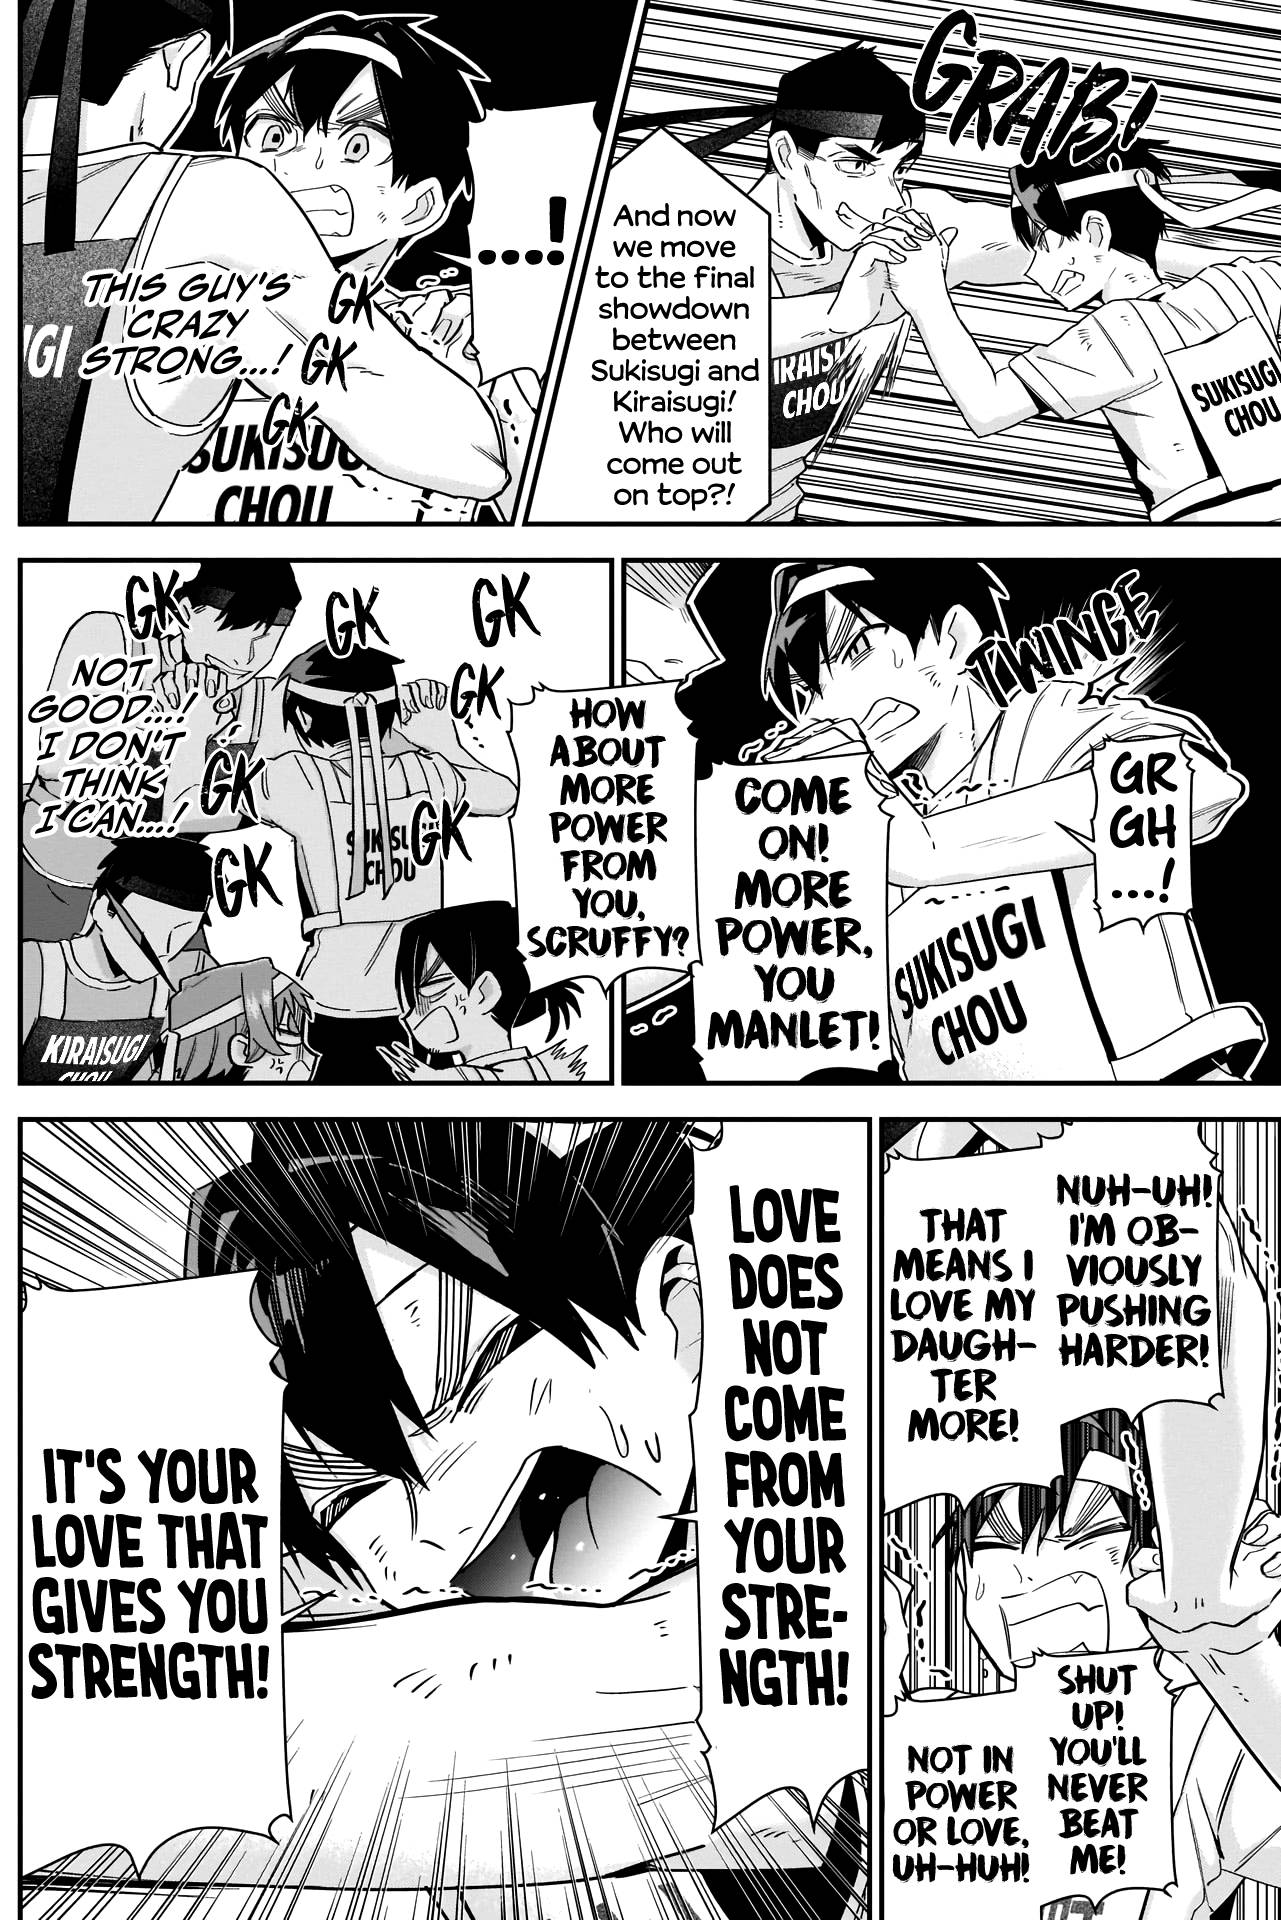 GRAB!
And now
we move
to the final
showdown
between
Sukisugi and
Kiraisugi!
Who will
come out
on top?!
KIRAISU
CHOU
SUKISUGI
CHOU
....!
THIS GUY'S
CRAZY
STRONG...!
GK
GK
GK
UGI
SUKISUG
CHOU
TWINGE
GR
GH
...!
COME
ON!
MORE
POWER,
YOU
MANLET!
SUKISUGI
CHOU
HOW
ABOUT
MORE
POWER
FROM
YOU,
SCRUFFY?
GK
GK
GK
GK
GK
GK
GK
NOT
GOOD...!
I DON'T
THINK
I CAN...!
SUKISUGI
CHOU
KIRAISUGI
CHOU
NUH-UH!
I'M OB-
VIOUSLY
PUSHING
HARDER!
THAT
MEANS I
LOVE MY
DAUGH-
TER
MORE!
SHUT
UP!
YOU'LL
NEVER
BEAT
ME!
NOT IN
POWER
OR LOVE,
UH-HUH!
LOVE
DOES
NOT
COME
FROM
YOUR
STRE-
NGTH!
IT'S YOUR
LOVE THAT
GIVES YOU
STRENGTH!